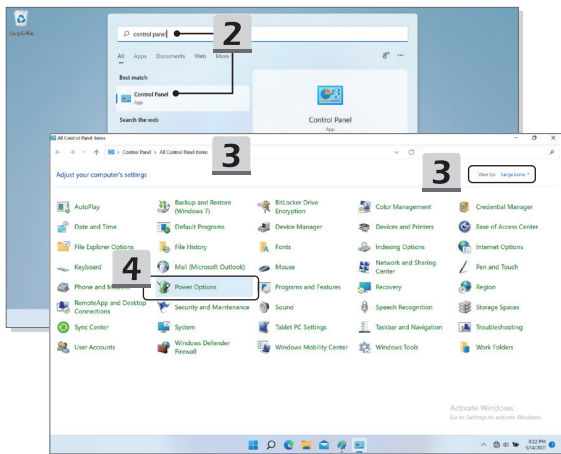 Recycle Bin
control panel
2
All Apps Documents Web More
Best match
Control Panel
App
Search the web
Control Panel
App
All Control Panel Items
Control Panel > All Control Panel Items
3
3
Adjust your computer's settings
View by: Large icons
AutoPlay
Backup and Restore (Windows 7)
BitLocker Drive Encryption
Color Management
Credential Manager
Date and Time
Default Programs
Device Manager
Devices and Printers
Ease of Access Center
File Explorer Options
File History
Fonts
Indexing Options
Internet Options
Keyboard
4
Mail (Microsoft Outlook)
Mouse
Network and Sharing Center
Pen and Touch
Phone and
Power Options
Programs and Features
Recovery
Region
RemoteApp and Desktop Connections
Security and Maintenance
Sound
Speech Recognition
Storage Spaces
Sync Center
System
Tablet PC Settings
Taskbar and Navigation
Troubleshooting
User Accounts
Windows Defender Firewall
Windows Mobility Center
Windows Tools
Work Folders
Activate Windows
Go to Settings to activate Windows.
8:22 PM
9/14/2021